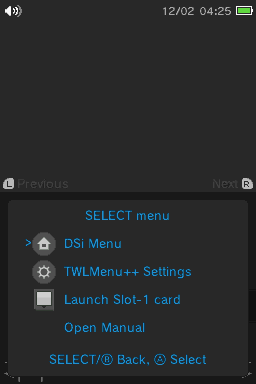 12/02 04:25
L Previous Next R
SELECT menu
> DSi Menu
TWLMenu++ Settings
Launch Slot-1 card
Open Manual
SELECT/Ⓑ Back, Ⓐ Select